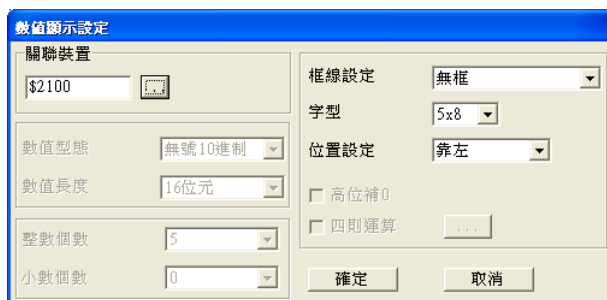 數值顯示設定
關聯裝置
$2100
...
數值型態 無號10進制
數值長度 16位元
整數個數 5
小數個數 0
框線設定 無框
字型 5x8
位置設定 靠左
高位補0
四則運算 ...
確定 取消